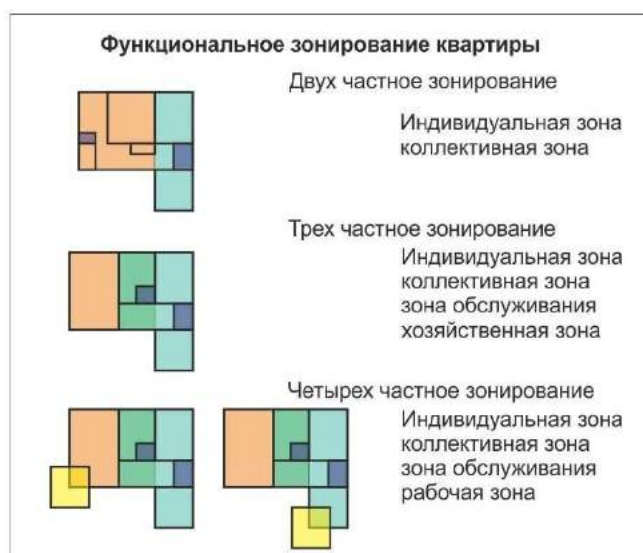 Функциональное зонирование квартиры
Двух частное зонирование
Индивидуальная зона
коллективная зона
Трех частное зонирование
Индивидуальная зона
коллективная зона
зона обслуживания
хозяйственная зона
Четырех частное зонирование
Индивидуальная зона
коллективная зона
зона обслуживания
рабочая зона